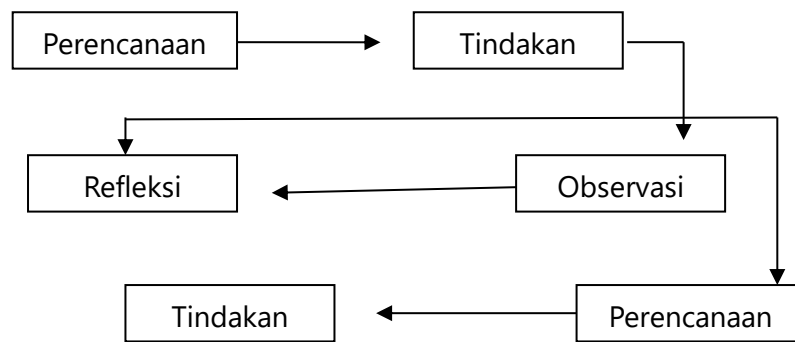 Perencanaan
Tindakan
Refleksi
Observasi
Tindakan
Perencanaan